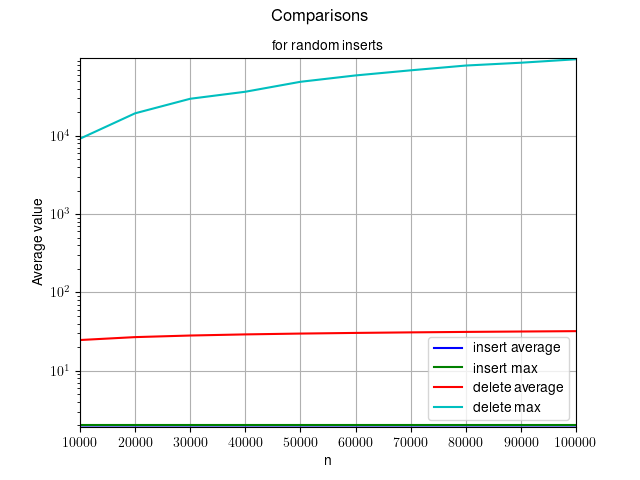 Comparisons
for random inserts
Average value
10^4
10^3
10^2
10^1
insert average
insert max
delete average
delete max
10000 20000 30000 40000 50000 60000 70000 80000 90000 100000
n